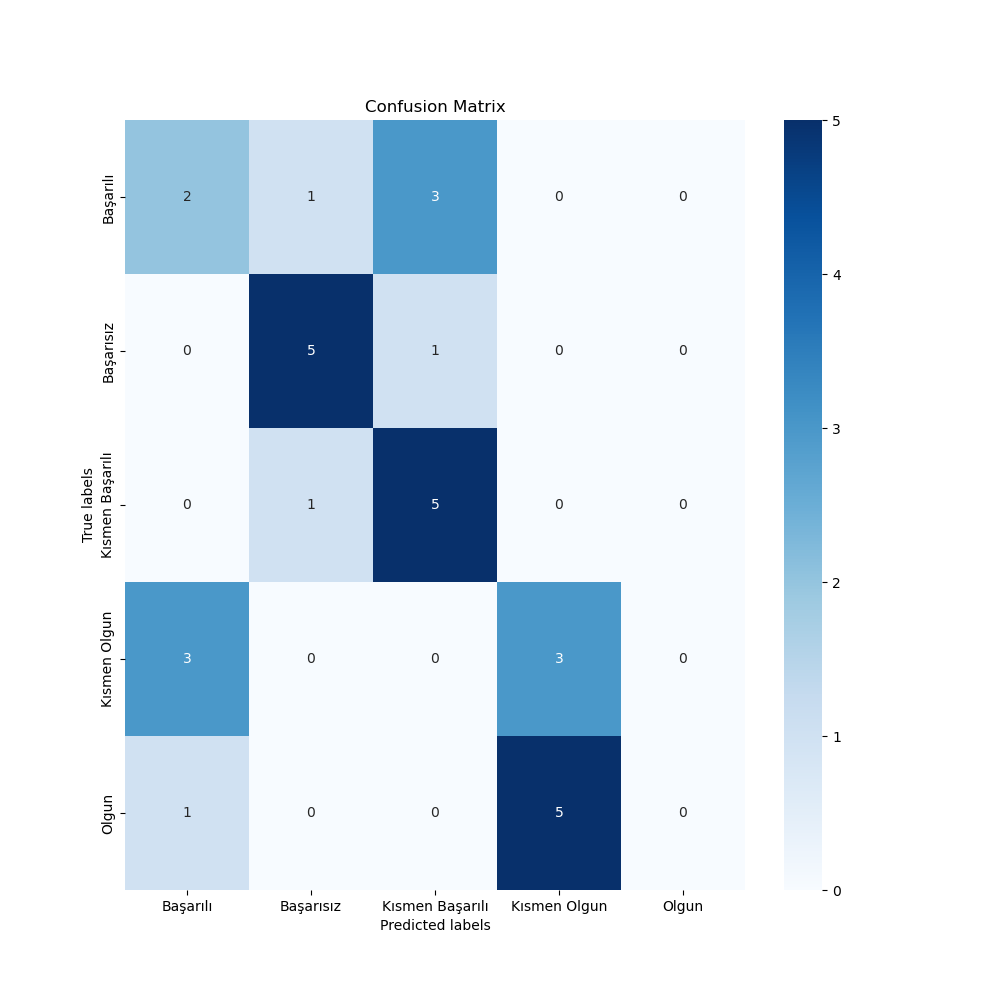 Confusion Matrix
True labels
Başarılı
Başarısız
Kısmen Başarılı
Kısmen Olgun
Olgun
2 1 3 0 0
0 5 1 0 0
0 1 5 0 0
3 0 0 3 0
1 0 0 5 0
Başarılı Başarısız Kısmen Başarılı Kısmen Olgun Olgun
Predicted labels
5
4
3
2
1
0